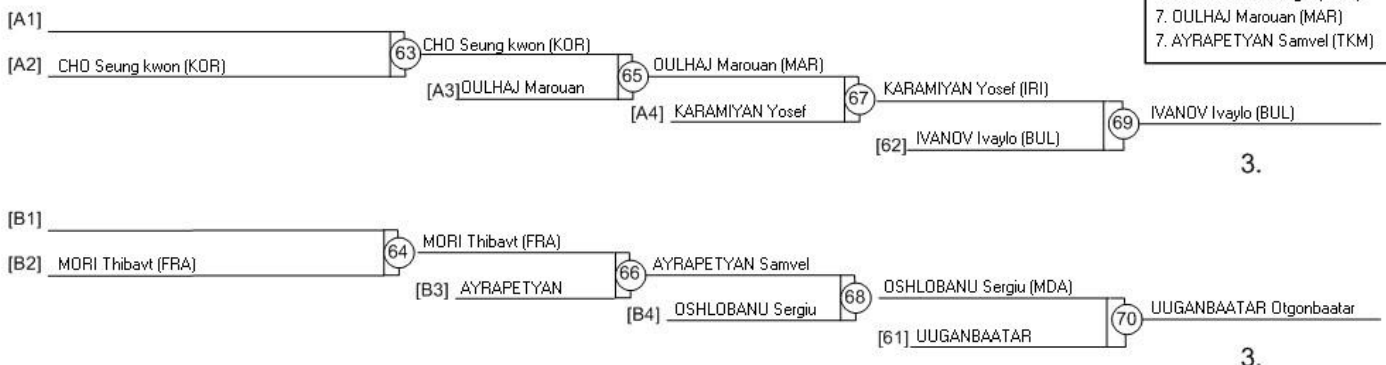 7. OULHAJ Marouan (MAR)
7. AYRAPETYAN Samvel (TKM)
[A1]
[A2] CHO Seung kwon (KOR)
63
CHO Seung kwon (KOR)
[A3] OULHAJ Marouan
65
OULHAJ Marouan (MAR)
[A4] KARAMIYAN Yosef
67
KARAMIYAN Yosef (IRI)
[62] IVANOV Ivaylo (BUL)
69
IVANOV Ivaylo (BUL)
3.
[B1]
[B2] MORI Thibavt (FRA)
64
MORI Thibavt (FRA)
[B3] AYRAPETYAN
66
AYRAPETYAN Samvel
[B4] OSHLOBANU Sergiu
68
OSHLOBANU Sergiu (MDA)
[61] UUGANBAATAR
70
UUGANBAATAR Otgonbaatar
3.